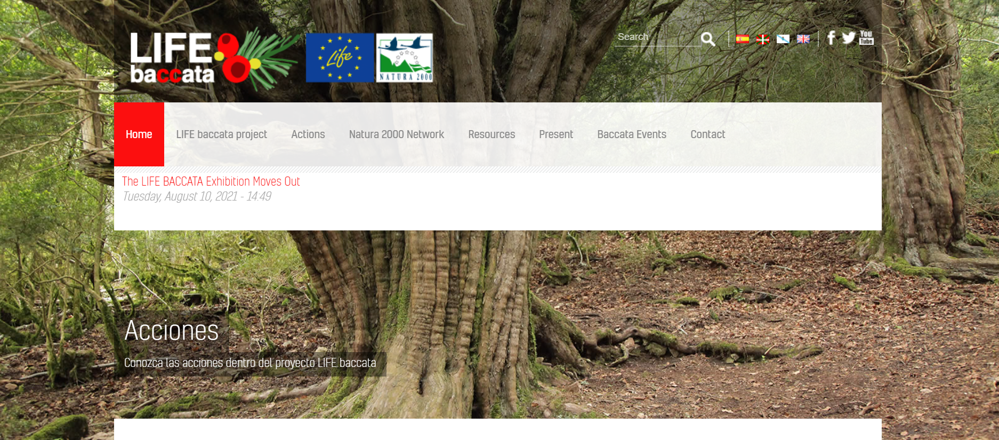 LIFE
baccata
Life
NATURA 2000
Search
You
Tube
Home
LIFE baccata project
Actions
Natura 2000 Network
Resources
Present
Baccata Events
Contact
The LIFE BACCATA Exhibition Moves Out
Tuesday, August 10, 2021 - 14:49
Acciones
Conozca las acciones dentro del proyecto LIFE baccata